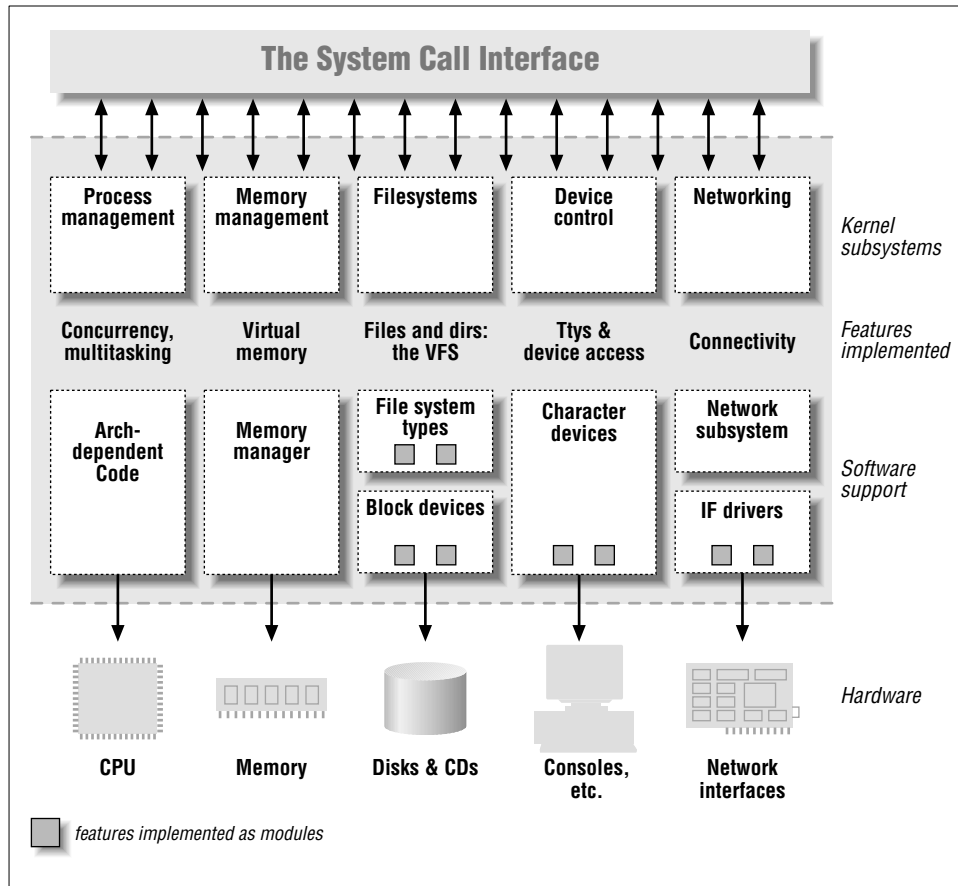 The System Call Interface
Process
management
Memory
management
Filesystems
Device
control
Networking
Kernel
subsystems
Concurrency,
multitasking
Virtual
memory
Files and dirs:
the VFS
Ttys &
device access
Connectivity
Features
implemented
Arch-
dependent
Code
Memory
manager
File system
types
Block devices
Character
devices
Network
subsystem
IF drivers
Software
support
Hardware
CPU
Memory
Disks & CDs
Consoles,
etc.
Network
interfaces
features implemented as modules